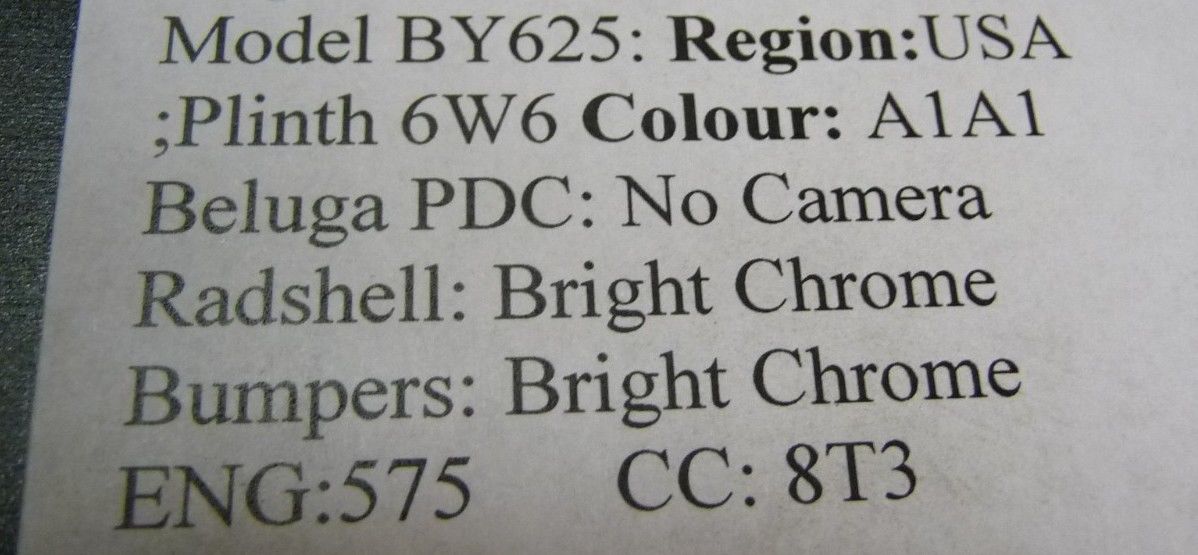 Model BY625: Region:USA
;Plinth 6W6 Colour: A1A1
Beluga PDC: No Camera
Radshell: Bright Chrome
Bumpers: Bright Chrome
ENG:575 CC: 8T3